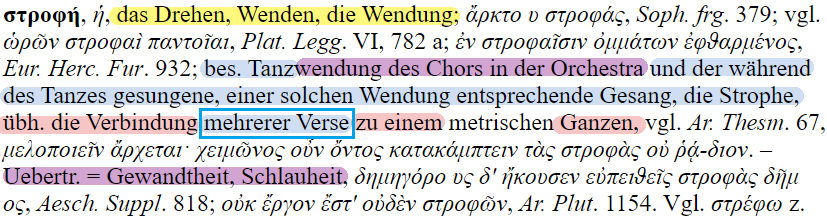 στροφή, ἡ, das Drehen, Wenden, die Wendung; ἄρκτο υ στροφάς, Soph. frg. 379; vgl.
ὡρῶν στροφαὶ παντοῖαι, Plat. Legg. VI, 782 a; ἐν στροφαῖσιν ὀμμάτων ἐφϑαρμένος,
Eur. Herc. Fur. 932; bes. Tanzwendung des Chors in der Orchestra und der während
des Tanzes gesungene, einer solchen Wendung entsprechende Gesang, die Strophe,
übh. die Verbindung mehrerer Verse zu einem metrischen Ganzen, vgl. Ar. Thesm. 67,
μελοποιεῖν ἄρχεται· χειμῶνος οὖν ὄντος κατακάμπτειν τὰς στροφὰς οὐ ῥᾴ-διον. –
Uebertr. = Gewandtheit, Schlauheit, δημηγόρο υς δ' ἤκουσεν εὐπειϑεῖς στροφὰς δῆμ
ος, Aesch. Suppl. 818; οὐκ ἔργον ἔστ' οὐδὲν στροφῶν, Ar. Plut. 1154. Vgl. στρέφω z.